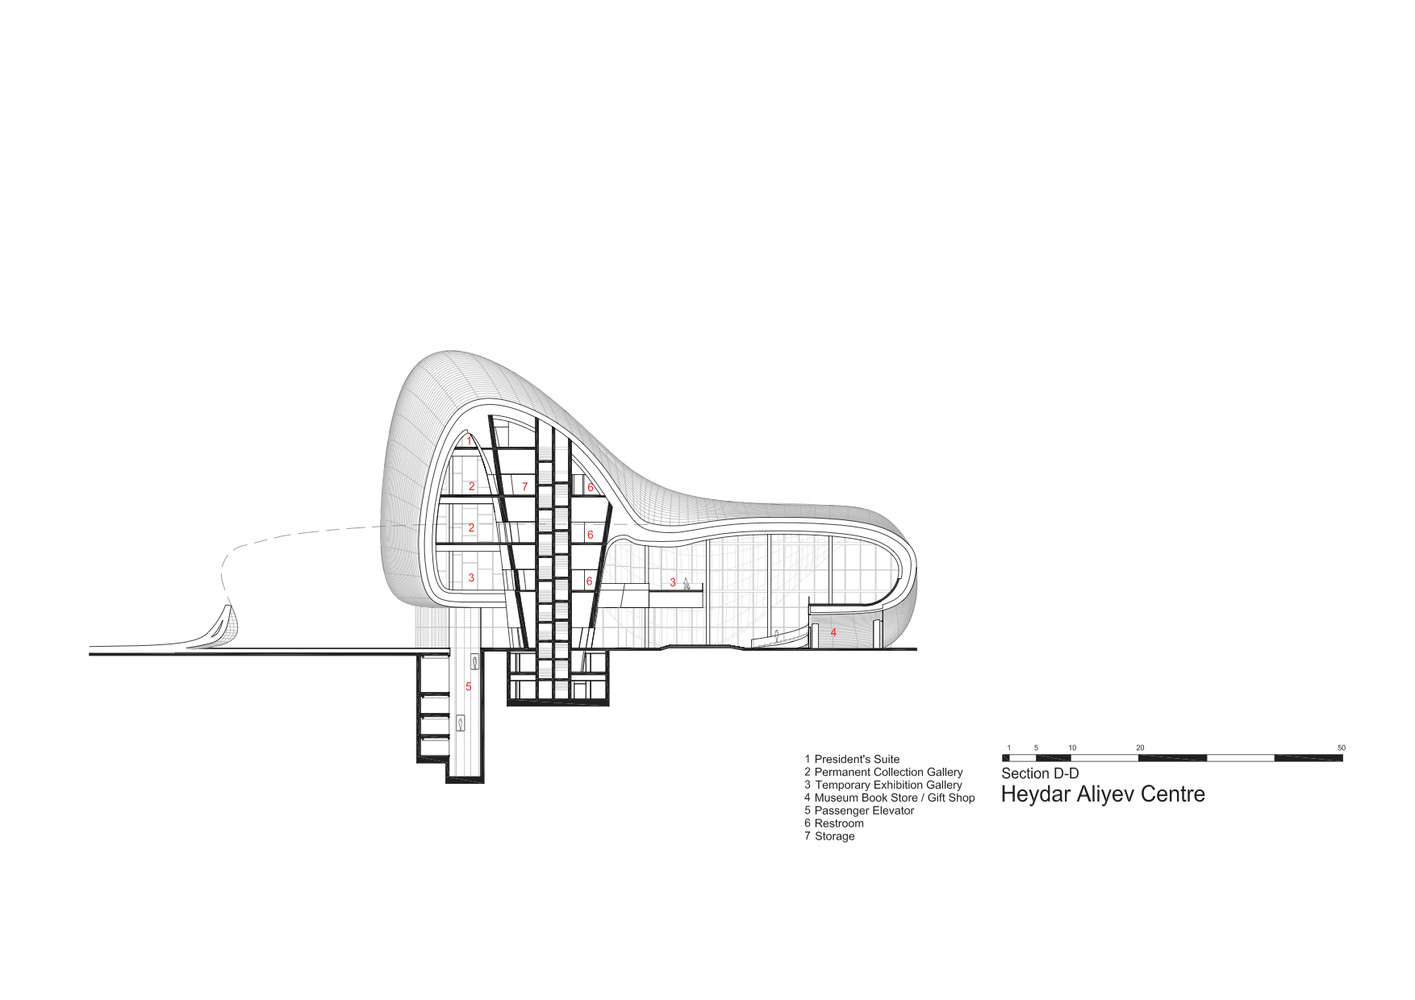 1
2
7
6
2
6
3
6
3
4
5
1 President's Suite
2 Permanent Collection Gallery
3 Temporary Exhibition Gallery
4 Museum Book Store / Gift Shop
5 Passenger Elevator
6 Restroom
7 Storage
1 5 10 20 50
Section D-D
Heydar Aliyev Centre